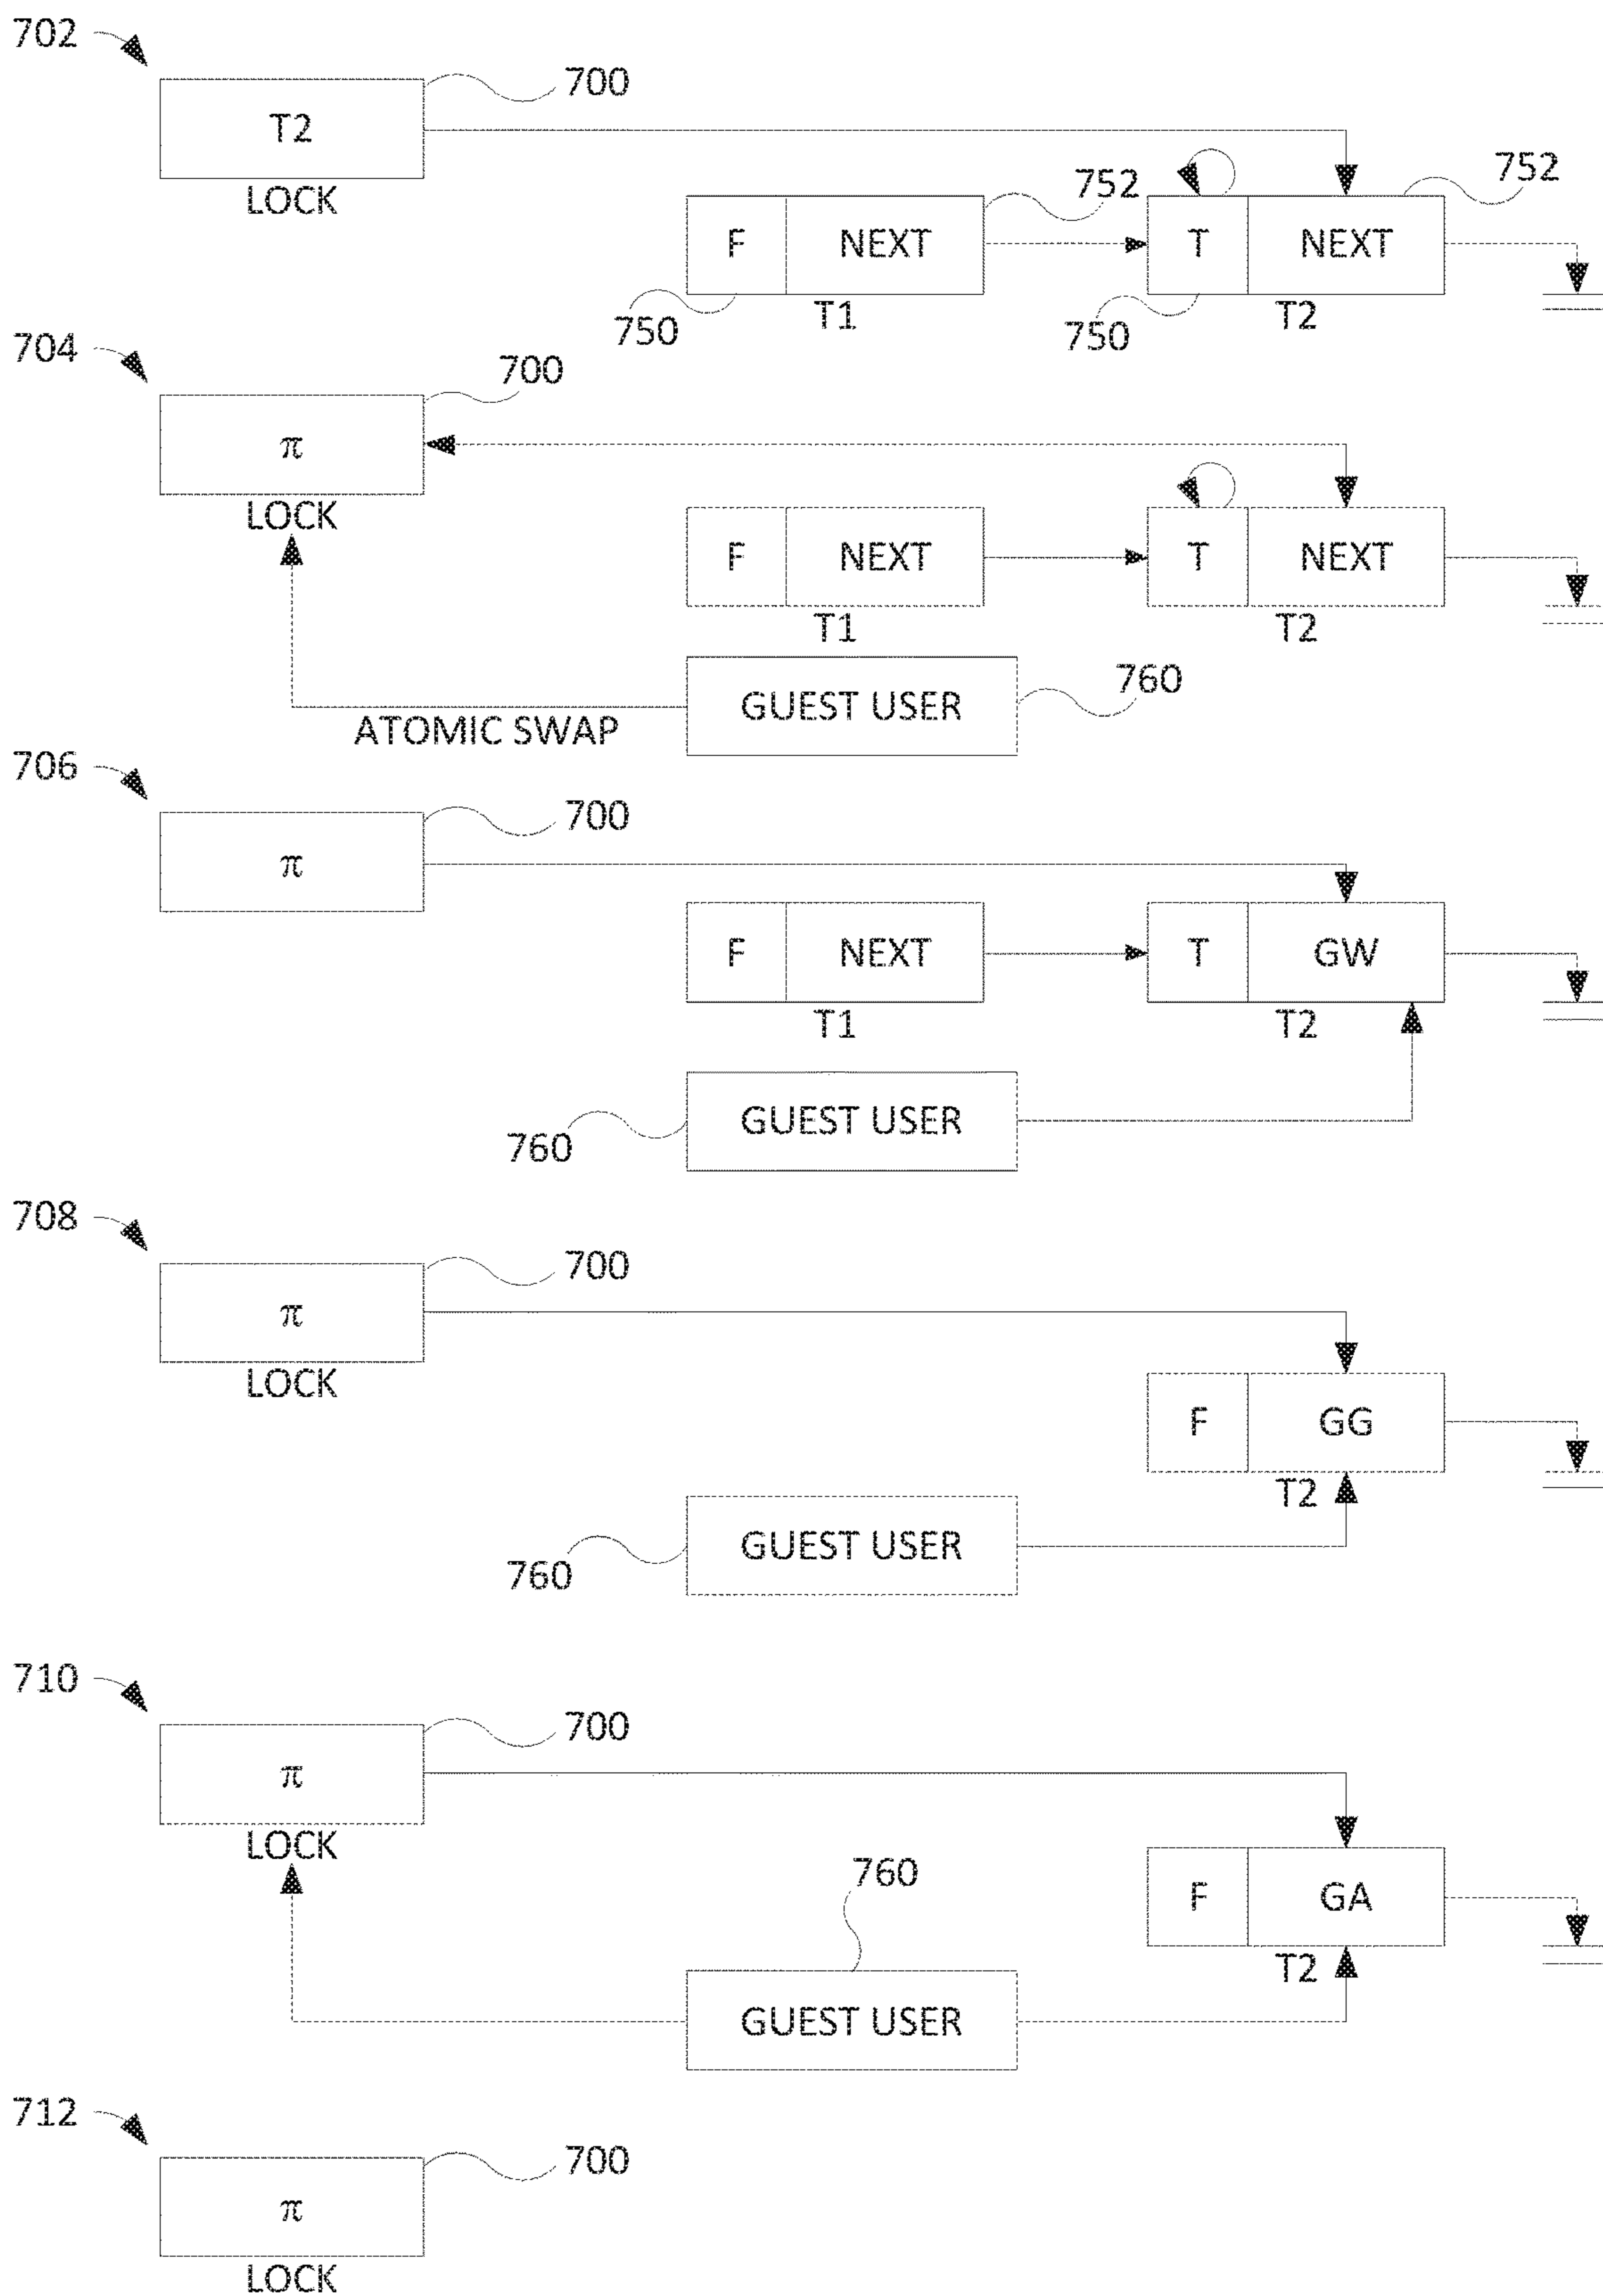 702
700
T2
LOCK
752
752
F NEXT
T NEXT
750
T1
750
T2
704
700
π
LOCK
F NEXT
T NEXT
T1
T2
GUEST USER
760
ATOMIC SWAP
706
700
π
F NEXT
T GW
T1
T2
GUEST USER
760
708
700
π
LOCK
F GG
T2
GUEST USER
760
710
700
π
LOCK
760
F GA
T2
GUEST USER
712
700
π
LOCK